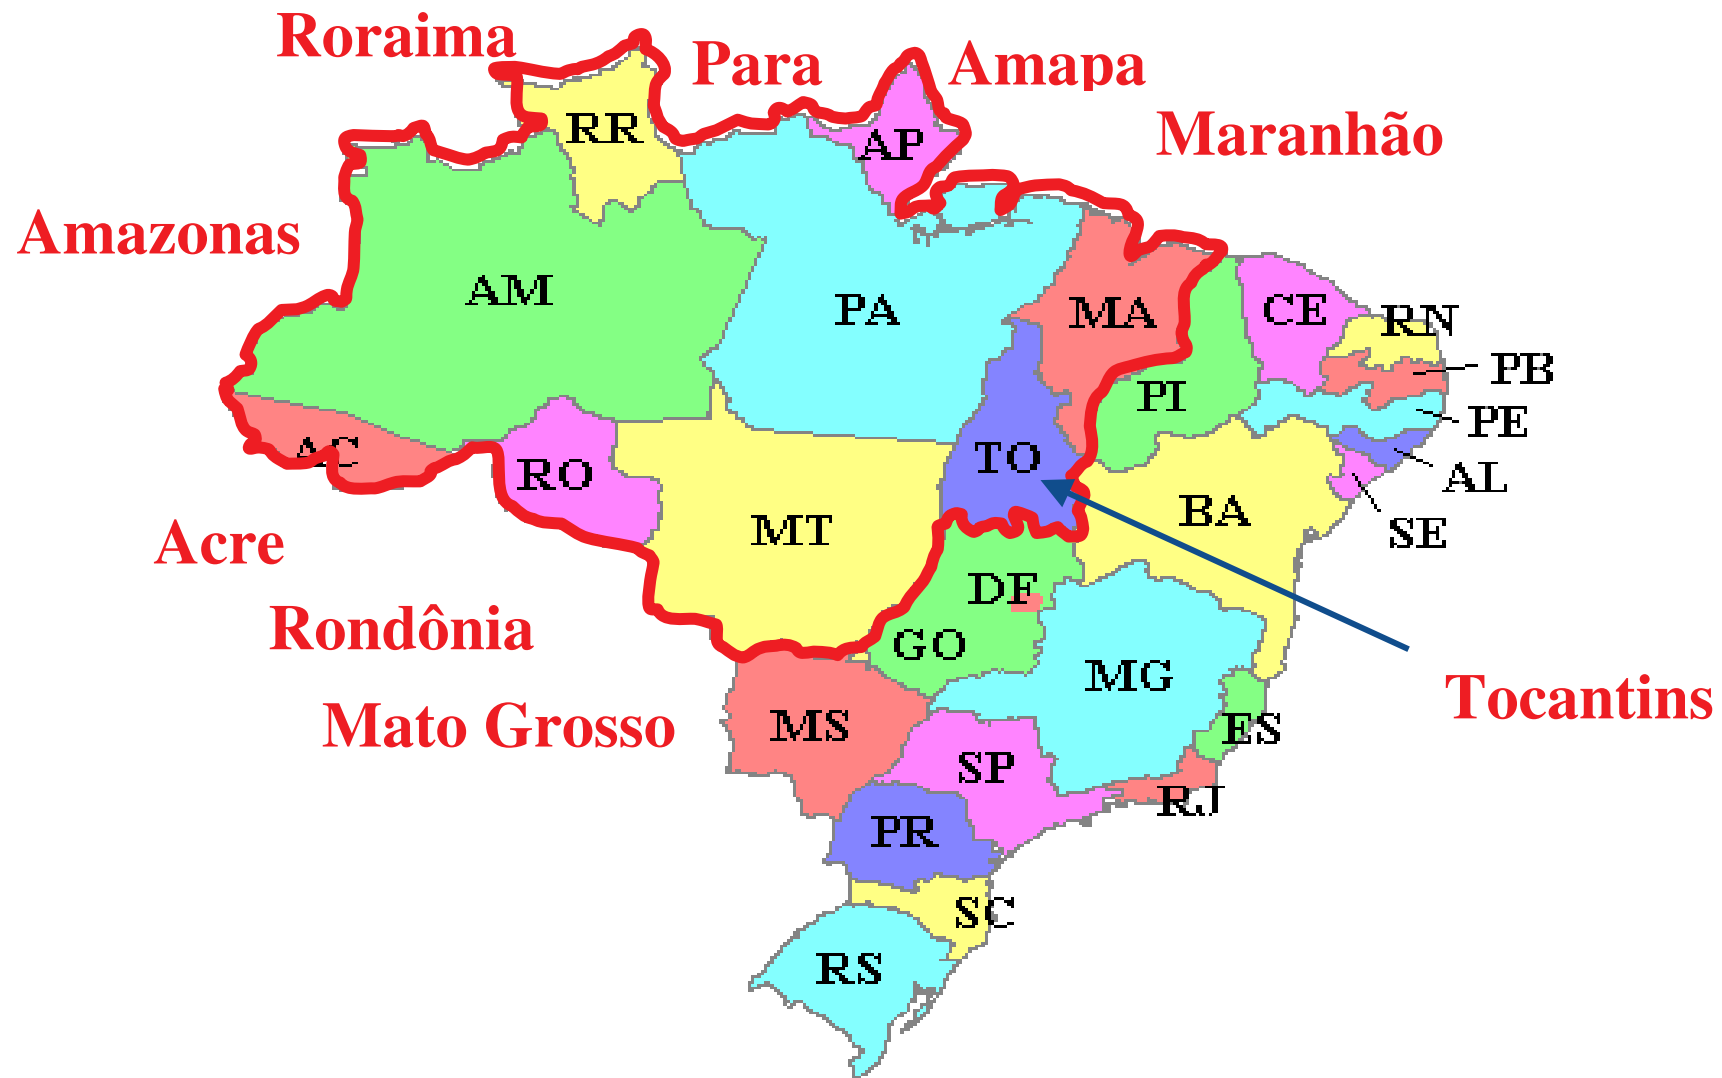 Roraima
Para
Amapa
Maranhão
RR
AP
Amazonas
AM
PA
MA
CE
RN
PB
PI
PE
AC
RO
TO
AL
MT
BA
SE
Acre
DF
Rondônia
GO
MG
Tocantins
Mato Grosso
MS
ES
SP
RJ
PR
SC
RS